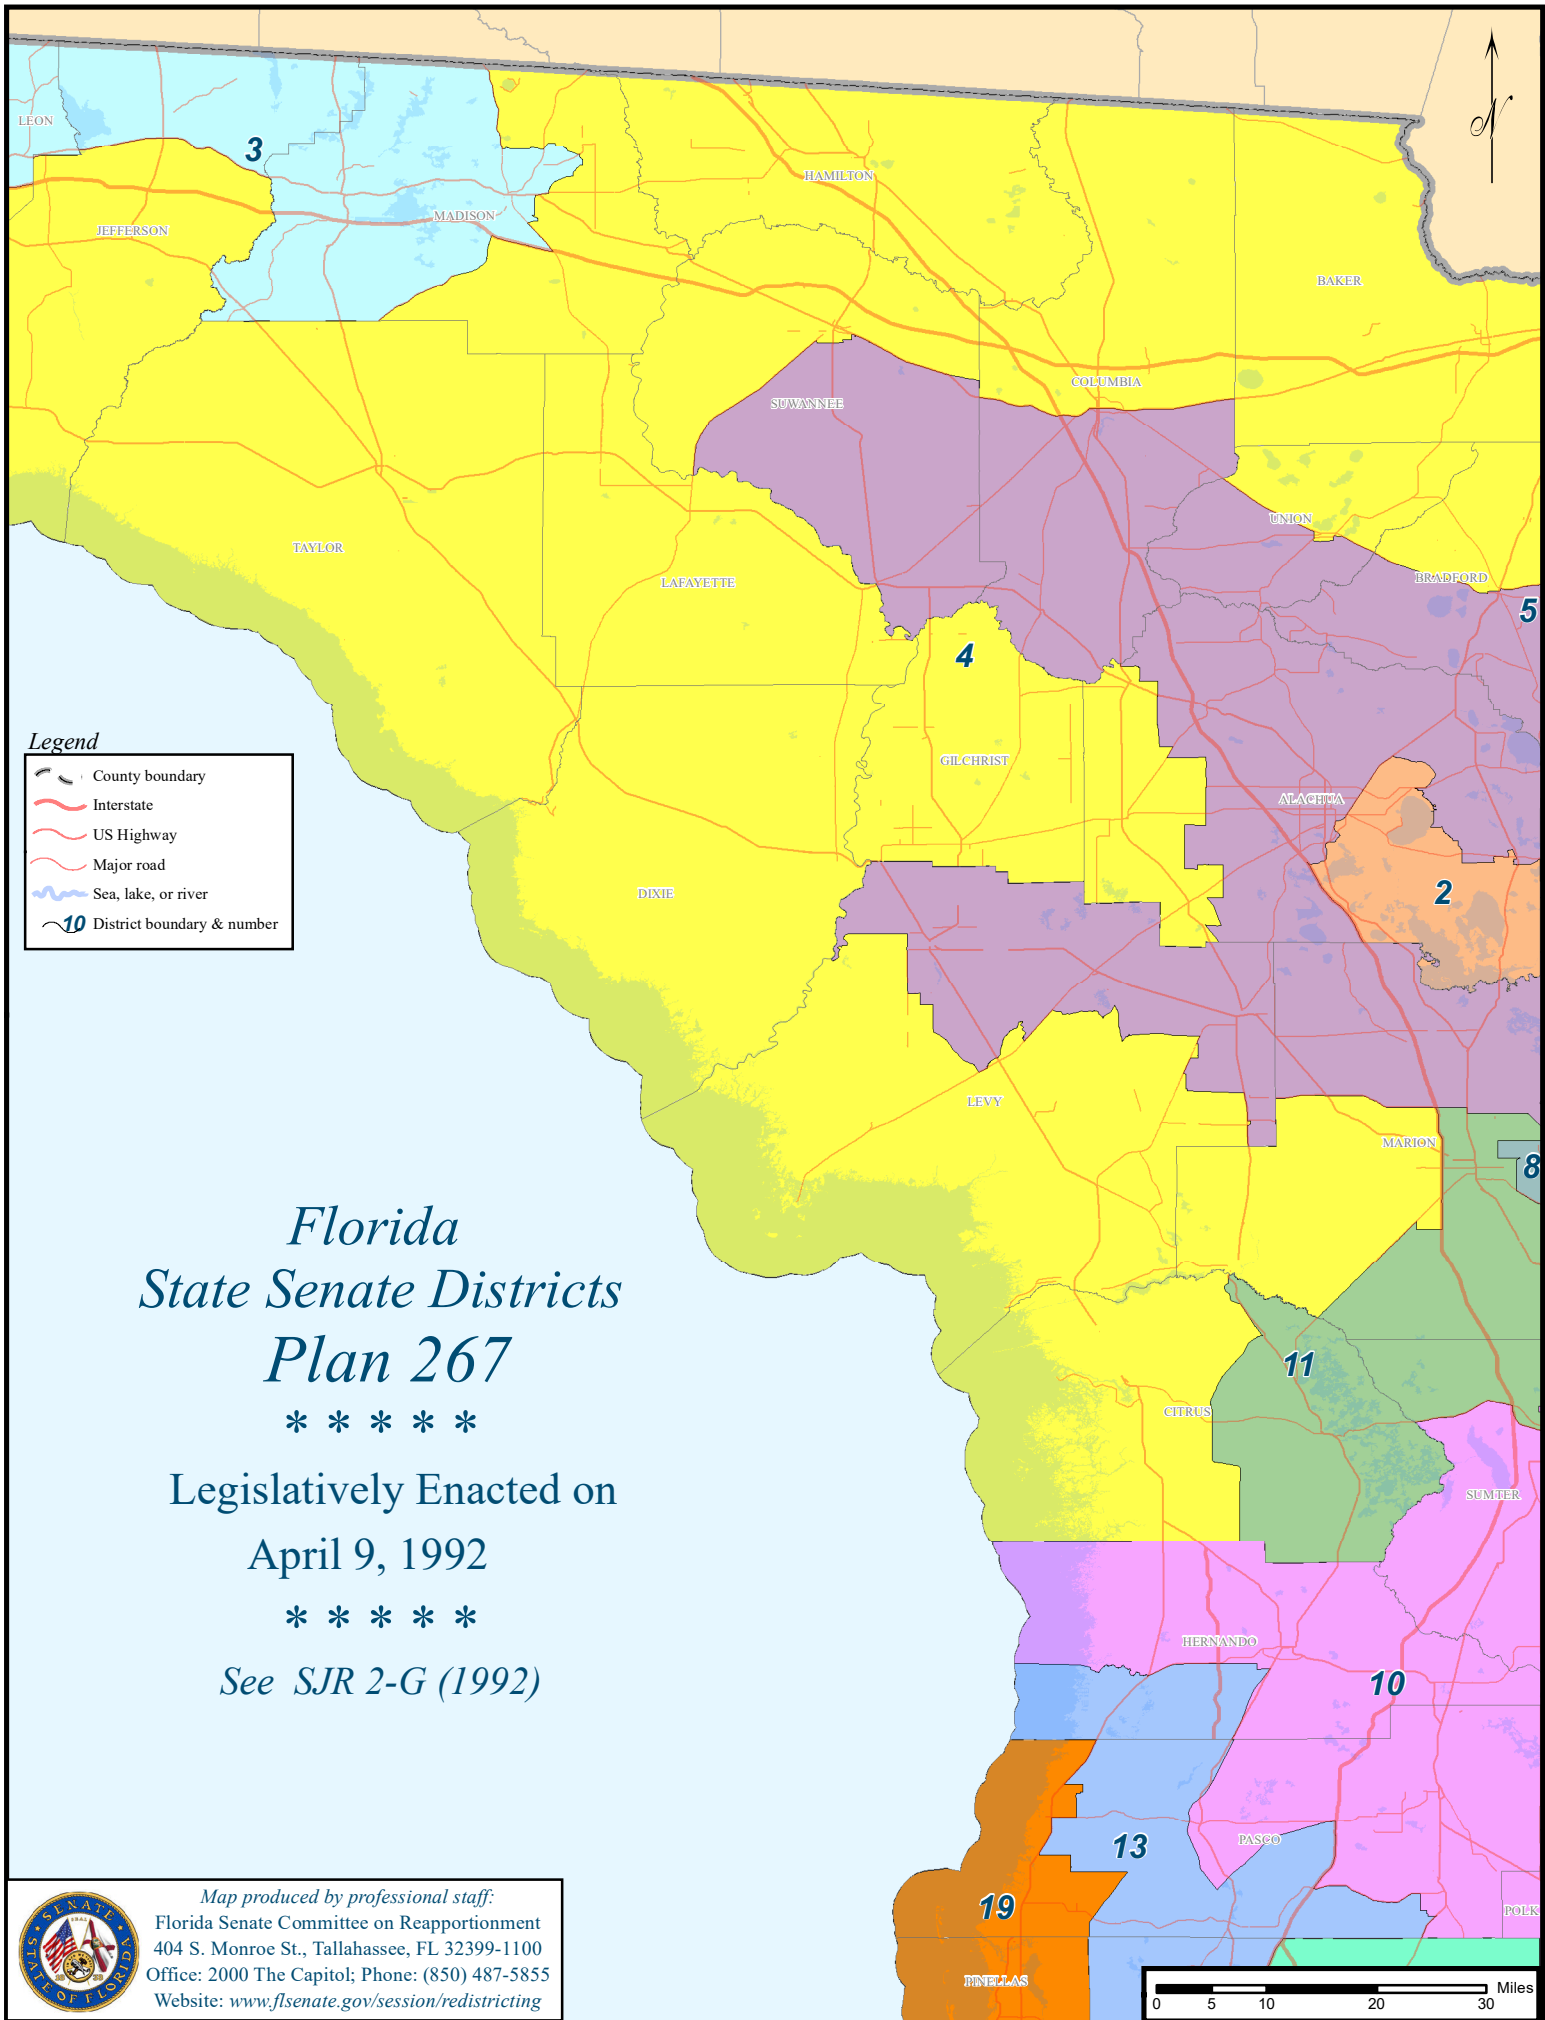 N
LEON
3
HAMILTON
MADISON
JEFFERSON
BAKER
COLUMBIA
SUWANNEE
UNION
TAYLOR
LAFAYETTE
BRADFORD
5
4
Legend
County boundary
Interstate
US Highway
Major road
Sea, lake, or river
10 District boundary & number
GILCHRIST
ALACHUA
DIXIE
2
LEVY
MARION
8
Florida
State Senate Districts
Plan 267
* * * * *
Legislatively Enacted on
April 9, 1992
* * * * *
See SJR 2-G (1992)
11
CITRUS
SUMTER
HERNANDO
10
PASCO
13
19
POLK
PINELLAS
Map produced by professional staff:
Florida Senate Committee on Reapportionment
404 S. Monroe St., Tallahassee, FL 32399-1100
Office: 2000 The Capitol; Phone: (850) 487-5855
Website: www.flsenate.gov/session/redistricting
SENATE
STATE OF FLORIDA
Miles
0 5 10 20 30